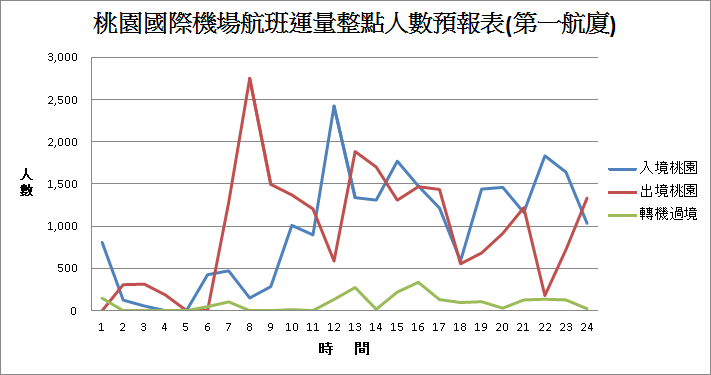 桃園國際機場航班運量整點人數預報表(第一航廈)
3,000
2,500
2,000
1,500
1,000
500
0
人數
1 2 3 4 5 6 7 8 9 10 11 12 13 14 15 16 17 18 19 20 21 22 23 24
時 間
入境桃園
出境桃園
轉機過境